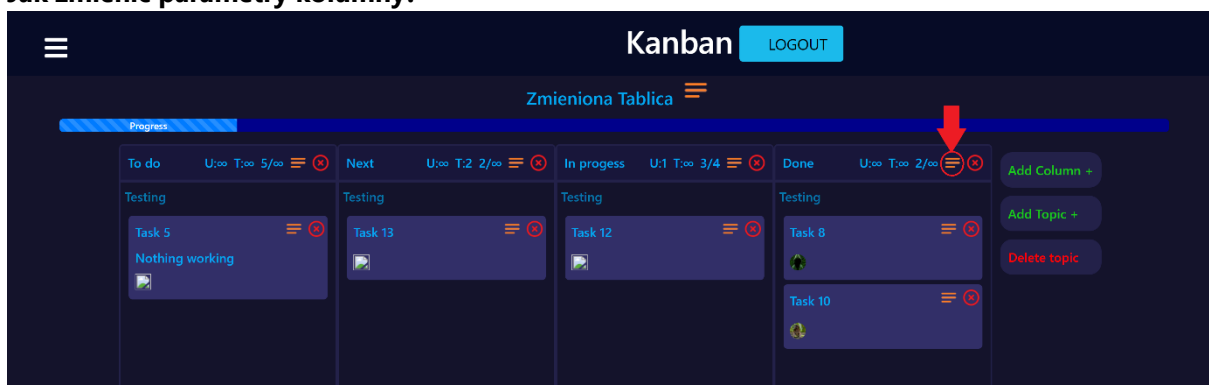 Jak zmienić parametry kolumny?
Kanban LOGOUT
Zmieniona Tablica
Progress
To do U:∞ T:∞ 5/∞ Next U:∞ T:2 2/∞ In progess U:1 T:∞ 3/4 Done U:∞ T:∞ 2/∞ Add Column +
Testing Testing Testing Testing
Add Topic +
Task 5 Task 13 Task 12 Task 8
Nothing working Delete topic
Task 10